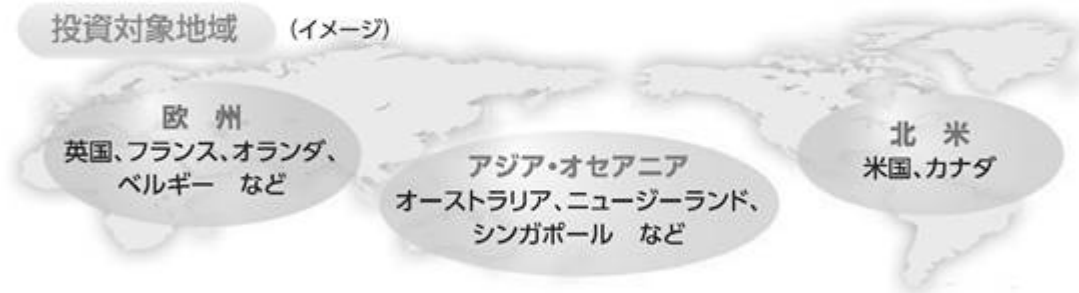 投資対象地域 (イメージ)
欧 州
英国、フランス、オランダ、
ベルギー など
アジア・オセアニア
オーストラリア、ニュージーランド、
シンガポール など
北 米
米国、カナダ